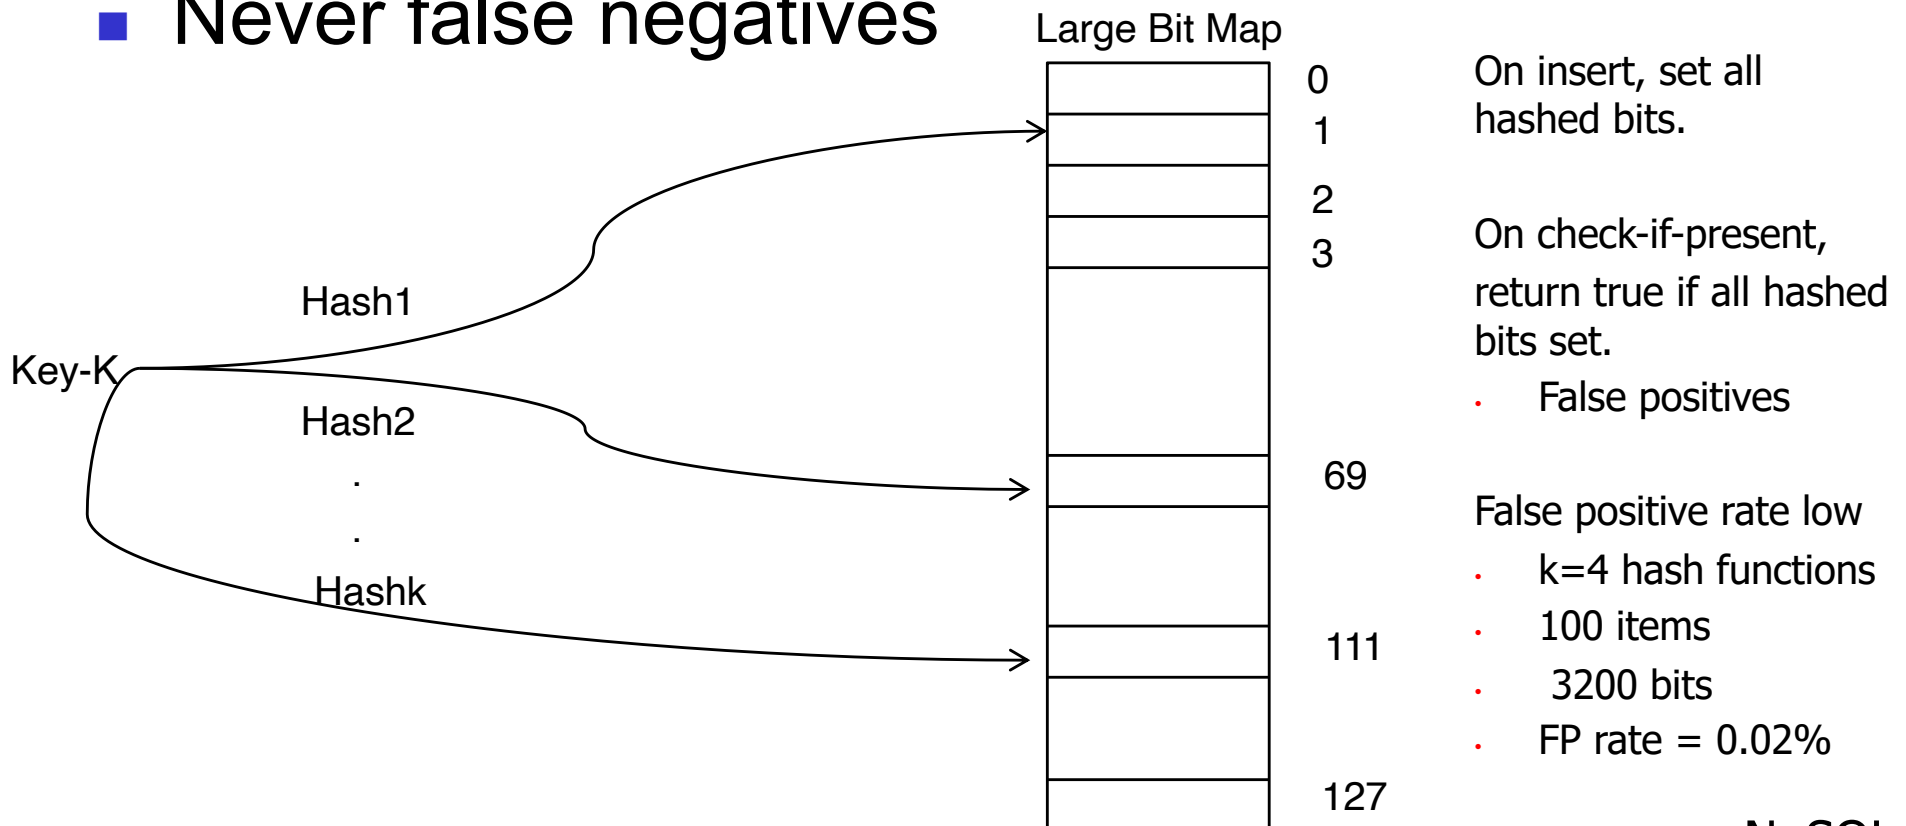 Never false negatives
Large Bit Map
0
1
2
3
69
111
127
Key-K
Hash1
Hash2
.
.
Hashk
On insert, set all
hashed bits.
On check-if-present,
return true if all hashed
bits set.
• False positives
False positive rate low
• k=4 hash functions
• 100 items
• 3200 bits
• FP rate = 0.02%